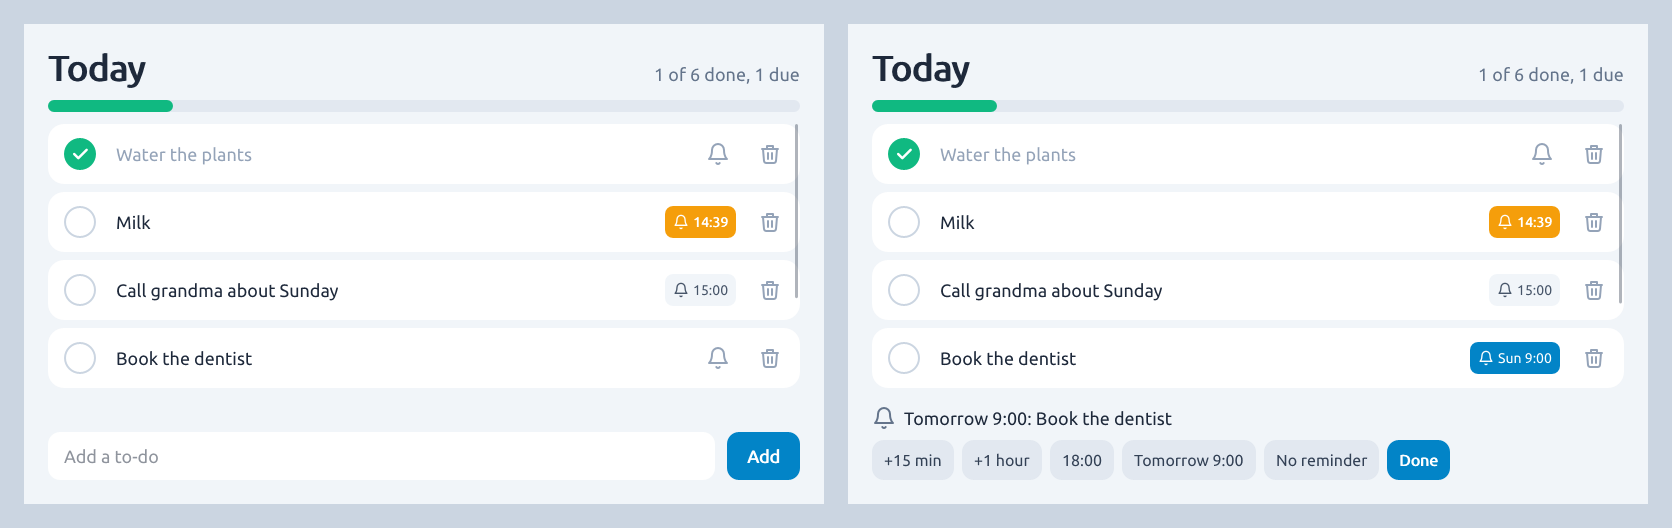 Today
1 of 6 done, 1 due
Water the plants
Milk
14:39
Call grandma about Sunday
15:00
Book the dentist
Add a to-do
Add
Today
1 of 6 done, 1 due
Water the plants
Milk
14:39
Call grandma about Sunday
15:00
Book the dentist
Sun 9:00
Tomorrow 9:00: Book the dentist
+15 min
+1 hour
18:00
Tomorrow 9:00
No reminder
Done